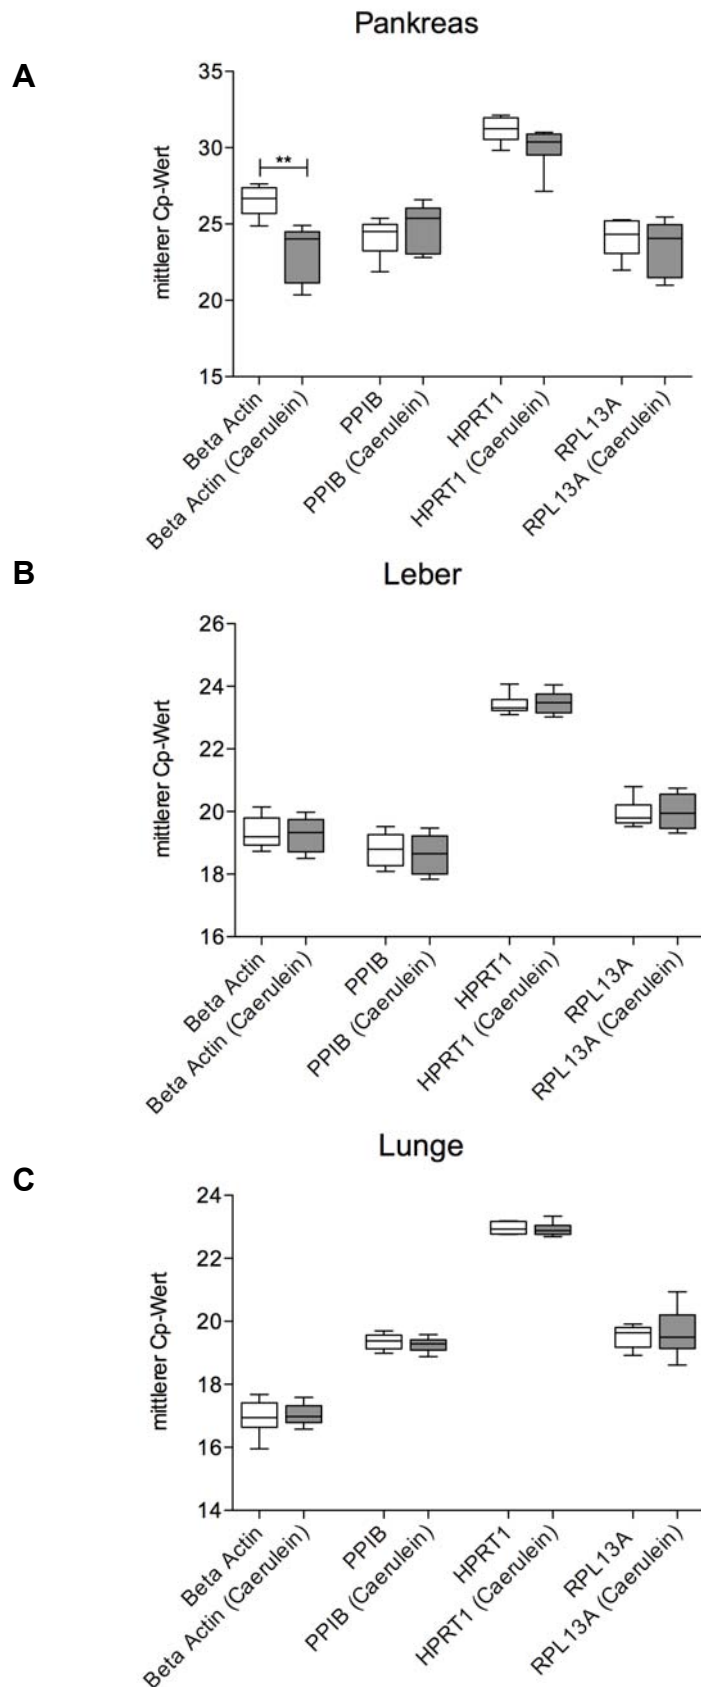 Pankreas
A
mittlerer Cp-Wert
35
30
25
20
15
**
Beta Actin
Beta Actin (Caerulein)
PPIB
PPIB (Caerulein)
HPRT1
HPRT1 (Caerulein)
RPL13A
RPL13A (Caerulein)
B
Leber
mittlerer Cp-Wert
26
24
22
20
18
16
Beta Actin
Beta Actin (Caerulein)
PPIB
PPIB (Caerulein)
HPRT1
HPRT1 (Caerulein)
RPL13A
RPL13A (Caerulein)
Lunge
C
mittlerer Cp-Wert
24
22
20
18
16
14
Beta Actin
Beta Actin (Caerulein)
PPIB
PPIB (Caerulein)
HPRT1
HPRT1 (Caerulein)
RPL13A
RPL13A (Caerulein)